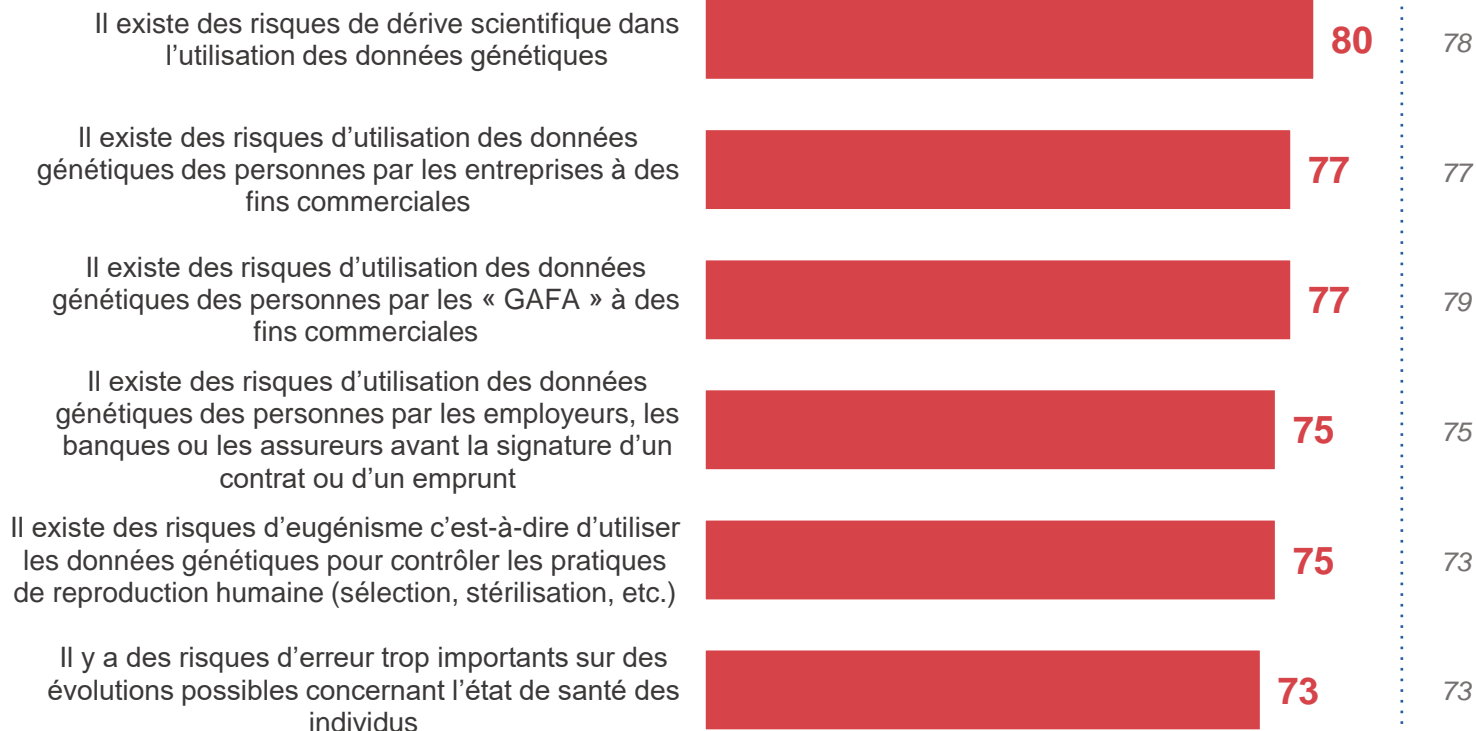 Il existe des risques de dérive scientifique dans
l’utilisation des données génétiques
80
78
Il existe des risques d’utilisation des données
génétiques des personnes par les entreprises à des
fins commerciales
77
77
Il existe des risques d’utilisation des données
génétiques des personnes par les « GAFA » à des
fins commerciales
77
79
Il existe des risques d’utilisation des données
génétiques des personnes par les employeurs, les
banques ou les assureurs avant la signature d’un
contrat ou d’un emprunt
75
75
Il existe des risques d’eugénisme c’est-à-dire d’utiliser
les données génétiques pour contrôler les pratiques
de reproduction humaine (sélection, stérilisation, etc.)
75
73
Il y a des risques d’erreur trop importants sur des
évolutions possibles concernant l’état de santé des
individus
73
73